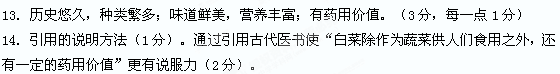 13. 历史悠久，种类繁多；味道鲜美，营养丰富；有药用价值。（3分，每一点1分）
14. 引用的说明方法（1分）。通过引用古代医书使“白菜除作为蔬菜供人们食用之外，还
有一定的药用价值”更有说服力（2分）。